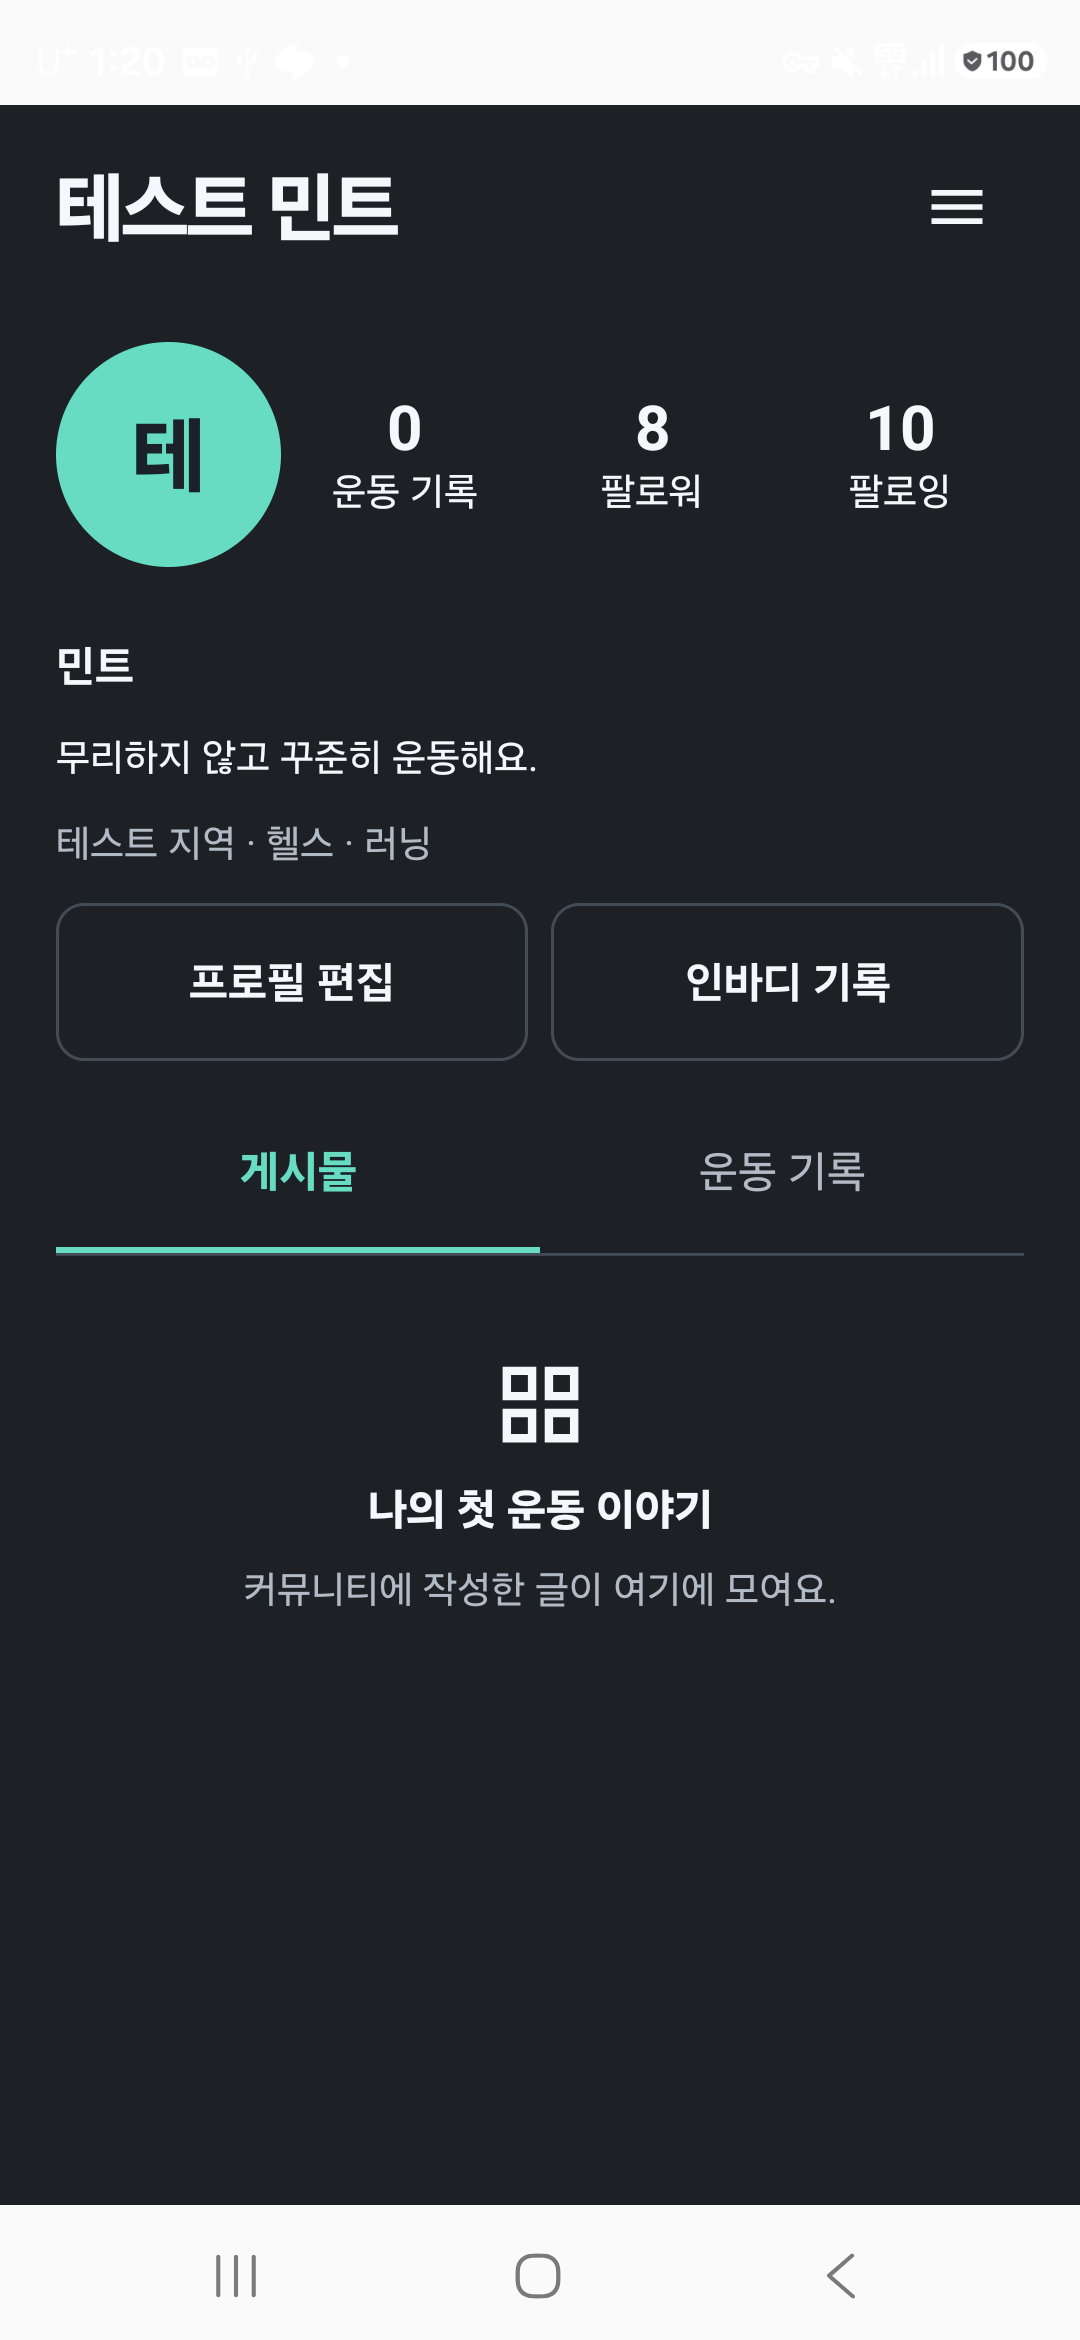 U+ 1:20
100
테스트 민트
테
0
운동 기록
8
팔로워
10
팔로잉
민트
무리하지 않고 꾸준히 운동해요.
테스트 지역 · 헬스 · 러닝
프로필 편집
인바디 기록
게시물
운동 기록
나의 첫 운동 이야기
커뮤니티에 작성한 글이 여기에 모여요.